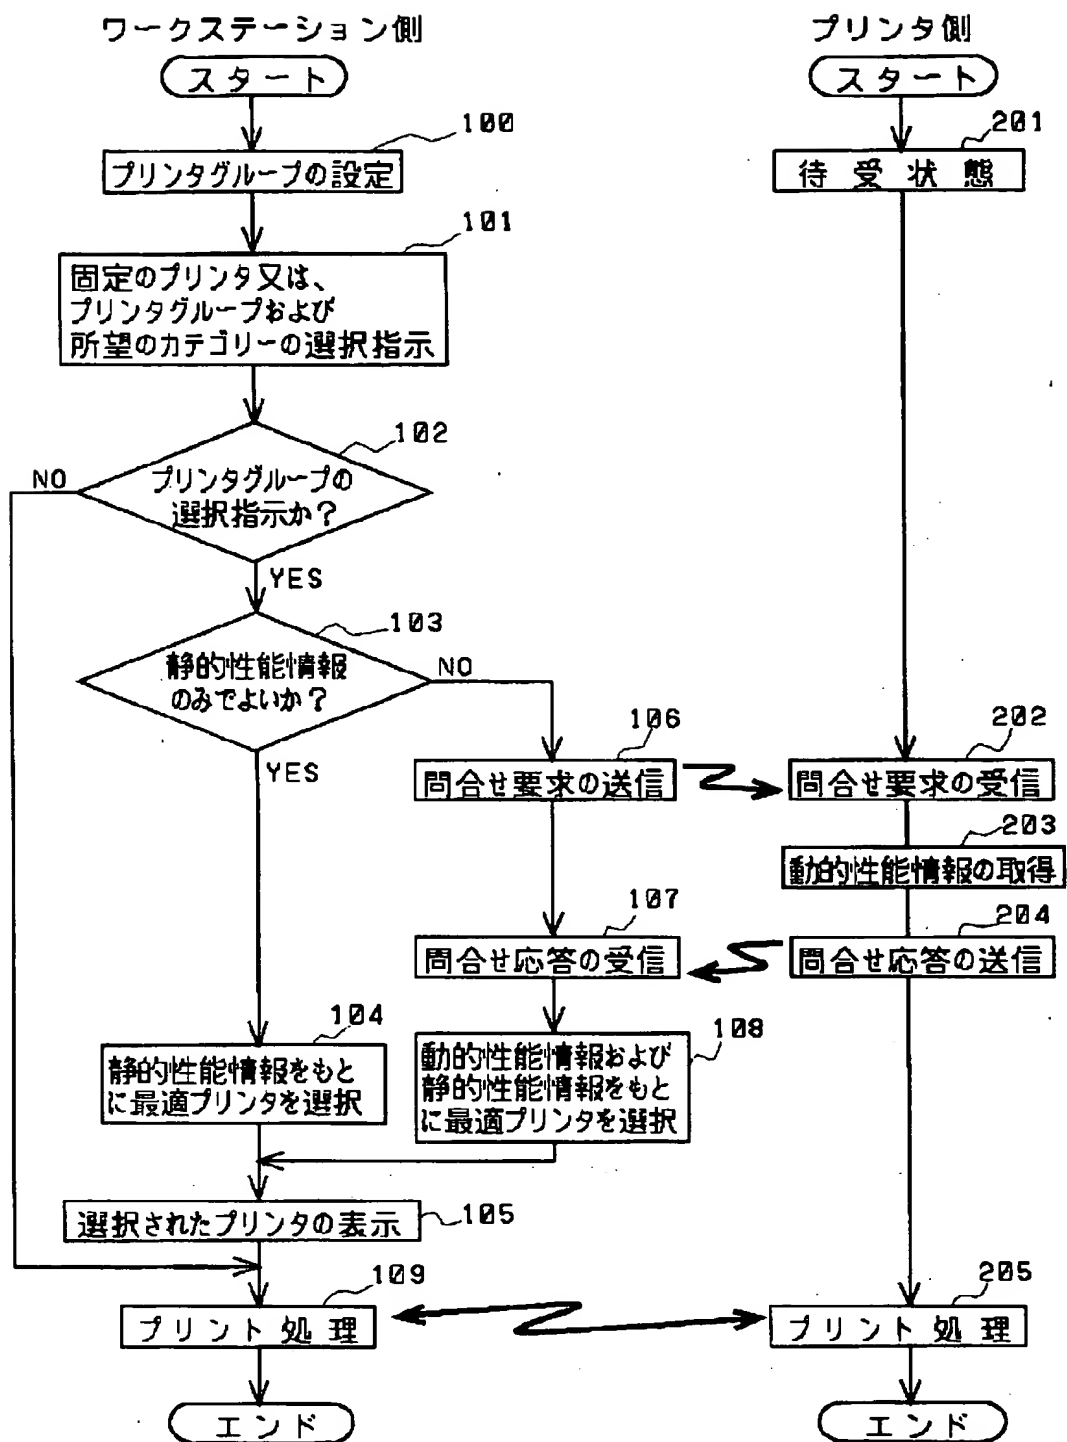 ワークステーション側
プリンタ側
スタート
スタート
100
プリンタグループの設定
201
待受状態
101
固定のプリンタ又は、
プリンタグループおよび
所望のカテゴリーの選択指示
102
プリンタグループの
選択指示か?
NO
YES
103
静的性能情報
のみでよいか?
NO
YES
106
問合せ要求の送信
202
問合せ要求の受信
203
動的性能情報の取得
107
問合せ応答の受信
204
問合せ応答の送信
104
静的性能情報をもと
に最適プリンタを選択
108
動的性能情報および
静的性能情報をもと
に最適プリンタを選択
選択されたプリンタの表示
105
109
プリント処理
205
プリント処理
エンド
エンド